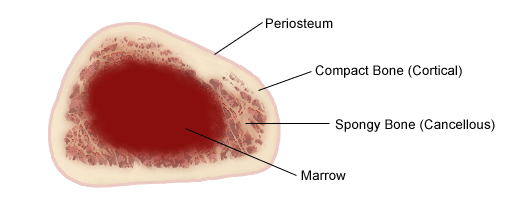 Periosteum
Compact Bone (Cortical)
Spongy Bone (Cancellous)
Marrow